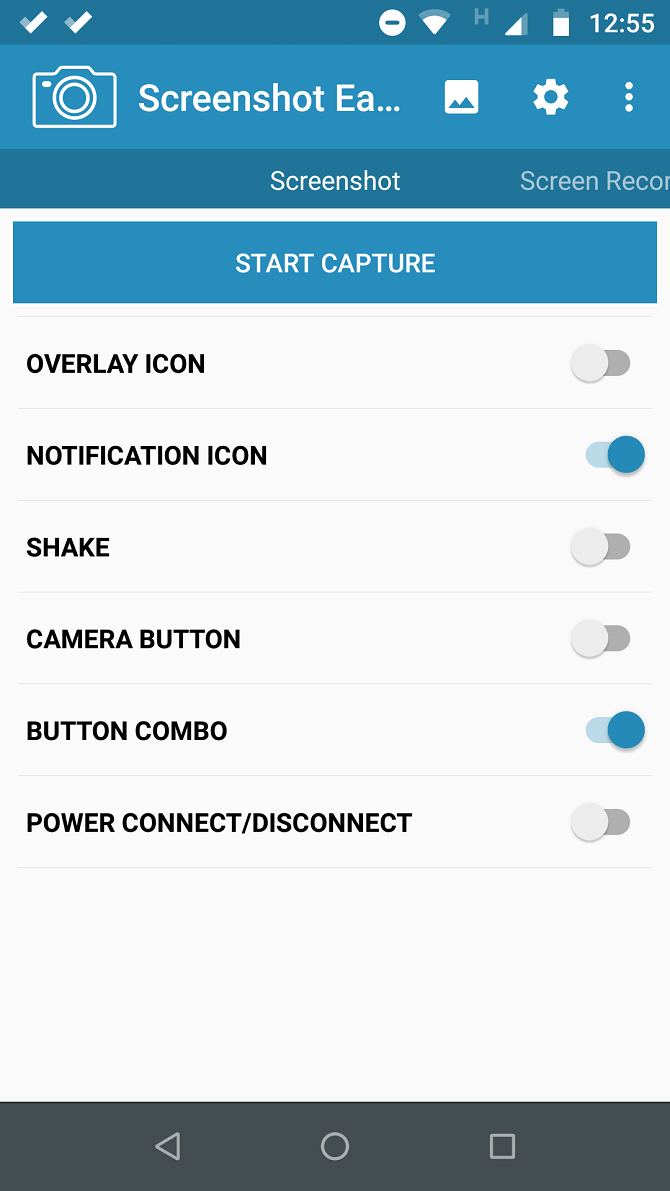 H 12:55
Screenshot Ea...
Screenshot Screen Recor
START CAPTURE
OVERLAY ICON
NOTIFICATION ICON
SHAKE
CAMERA BUTTON
BUTTON COMBO
POWER CONNECT/DISCONNECT